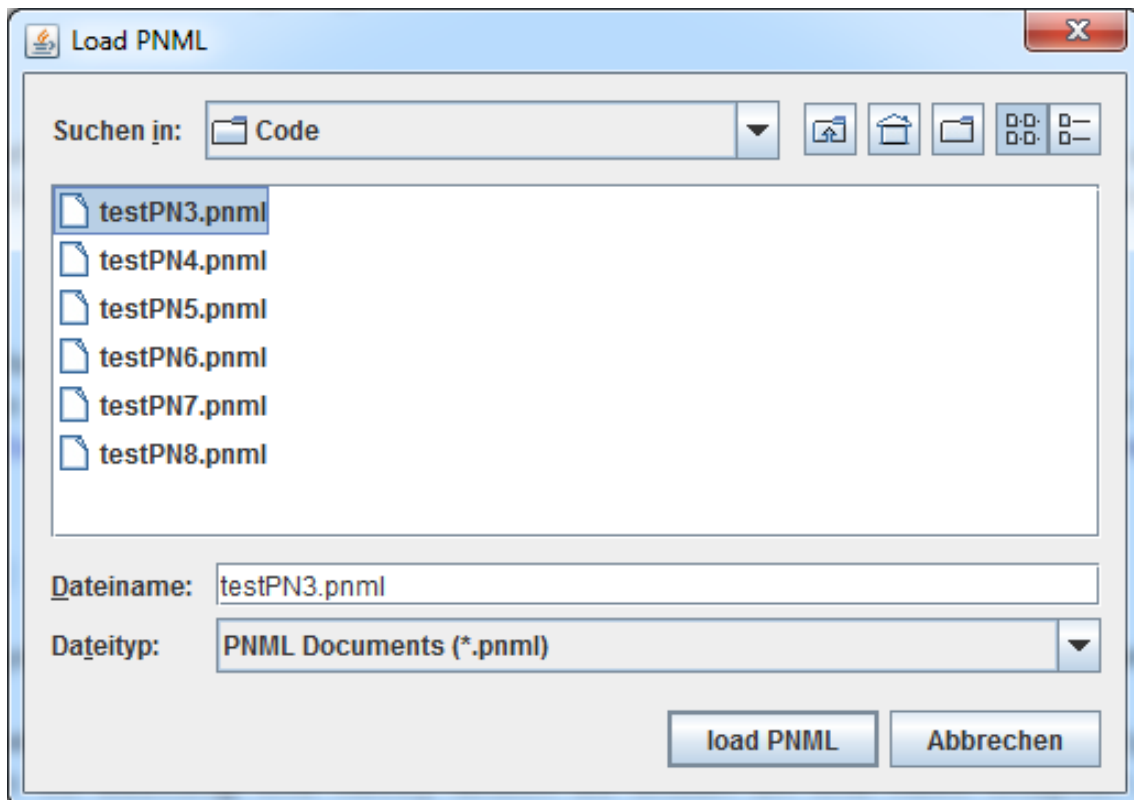 Load PNML
Suchen in: Code
testPN3.pnml
testPN4.pnml
testPN5.pnml
testPN6.pnml
testPN7.pnml
testPN8.pnml
Dateiname: testPN3.pnml
Dateityp: PNML Documents (*.pnml)
load PNML Abbrechen